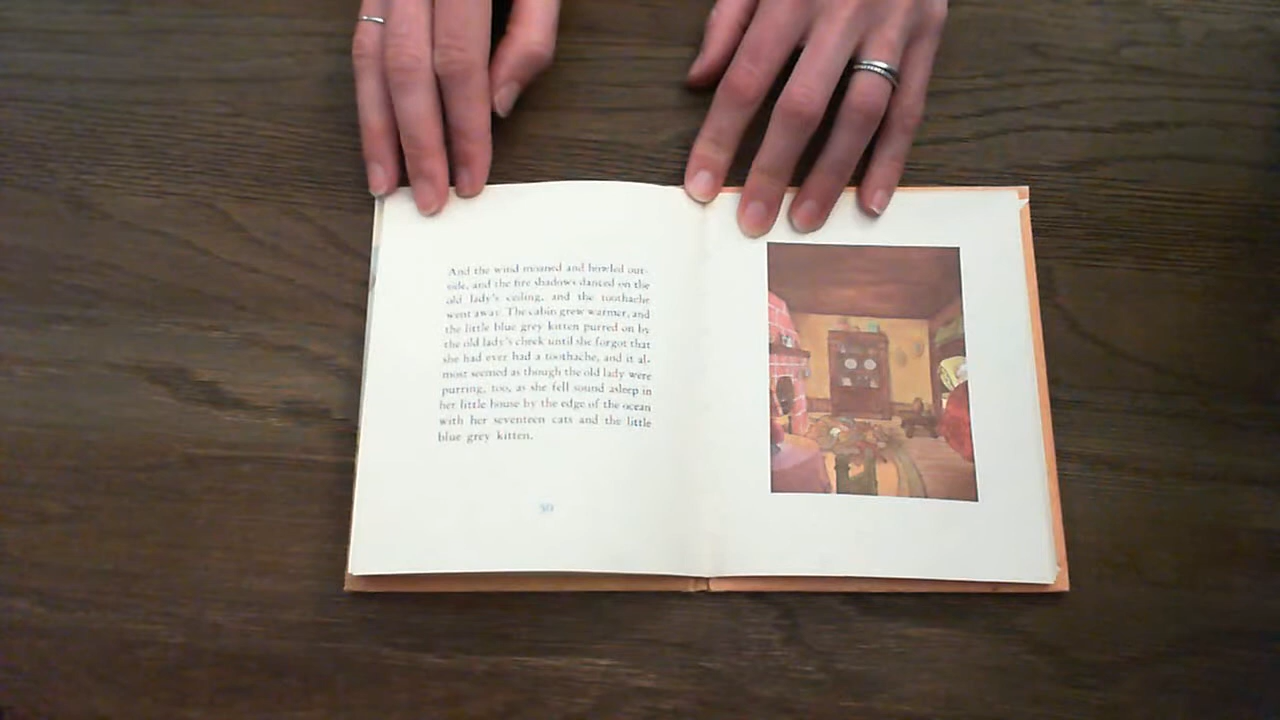 And the wind moaned and howled out-
side, and the fire shadows danced on the
old lady's ceiling, and the toothache
went away. The cabin grew warmer, and
the little blue grey kitten purred on by
the old lady's cheek until she forgot that
she had ever had a toothache, and it al-
most seemed as though the old lady were
purring, too, as she fell sound asleep in
her little house by the edge of the ocean
with her seventeen cats and the little
blue grey kitten.